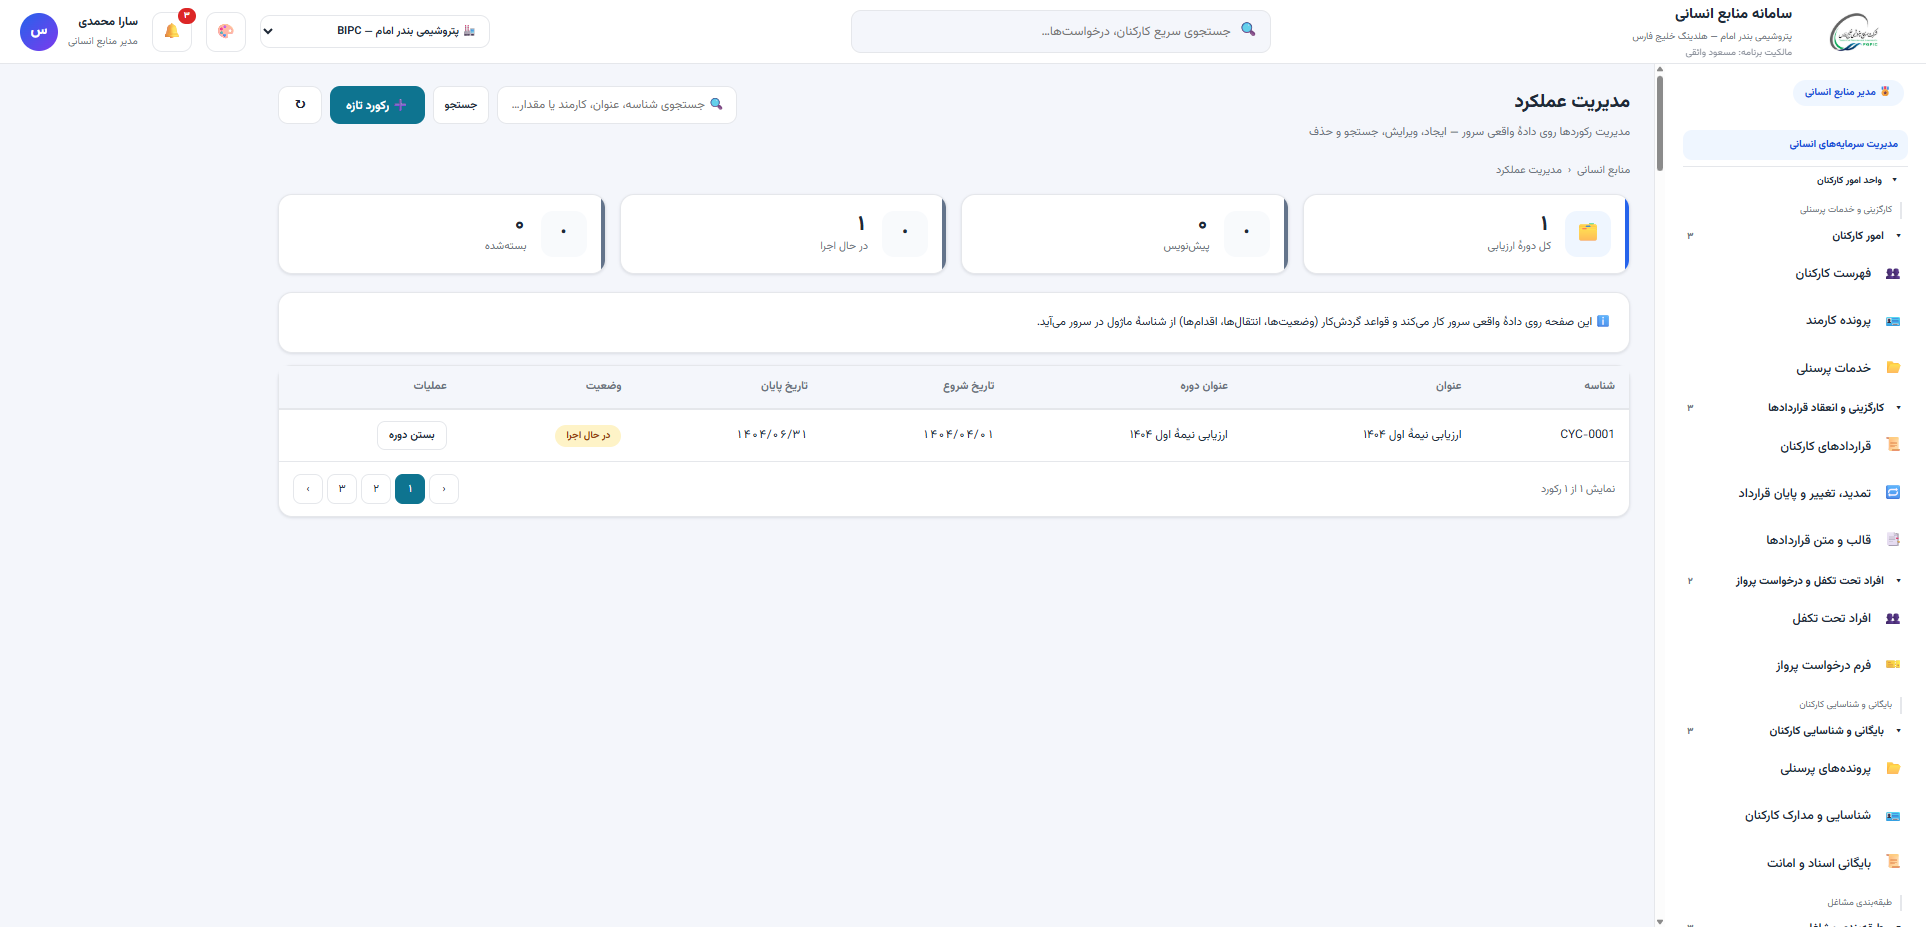 سامانه منابع انسانی
پتروشیمی بندر امام — هلدینگ خلیج فارس
مالکیت برنامه: مسعود واثقی
جستجوی سریع کارکنان، درخواست‌ها...
پتروشیمی بندر امام — BIPC
۳
سارا محمدی
مدیر منابع انسانی
س
مدیر منابع انسانی
مدیریت سرمایه‌های انسانی
واحد امور کارکنان
کارگزینی و خدمات پرسنلی
امور کارکنان ۳
فهرست کارکنان
پرونده کارمند
خدمات پرسنلی
کارگزینی و انعقاد قراردادها ۳
قراردادهای کارکنان
تمدید، تغییر و پایان قرارداد
قالب و متن قراردادها
افراد تحت تکفل و درخواست پرواز ۲
افراد تحت تکفل
فرم درخواست پرواز
بایگانی و شناسایی کارکنان
بایگانی و شناسایی کارکنان ۳
پرونده‌های پرسنلی
شناسایی و مدارک کارکنان
بایگانی اسناد و امانت
طبقه‌بندی مشاغل
مدیریت عملکرد
مدیریت رکوردها روی دادهٔ واقعی سرور — ایجاد، ویرایش، جستجو و حذف
جستجوی شناسه، عنوان، کارمند یا مقدار...
جستجو
رکورد تازه
منابع انسانی › مدیریت عملکرد
۱
کل دورهٔ ارزیابی
۰
پیش‌نویس
۱
در حال اجرا
۰
بسته‌شده
این صفحه روی دادهٔ واقعی سرور کار می‌کند و قواعد گردش‌کار (وضعیت‌ها، انتقال‌ها، اقدام‌ها) از شناسهٔ ماژول در سرور می‌آید.
شناسه عنوان عنوان دوره تاریخ شروع تاریخ پایان وضعیت عملیات
CYC-0001 ارزیابی نیمهٔ اول ۱۴۰۴ ارزیابی نیمهٔ اول ۱۴۰۴ ۱۴۰۴/۰۴/۰۱ ۱۴۰۴/۰۶/۳۱ در حال اجرا بستن دوره
نمایش ۱ از ۱ رکورد
‹ ۱ ۲ ۳ ›